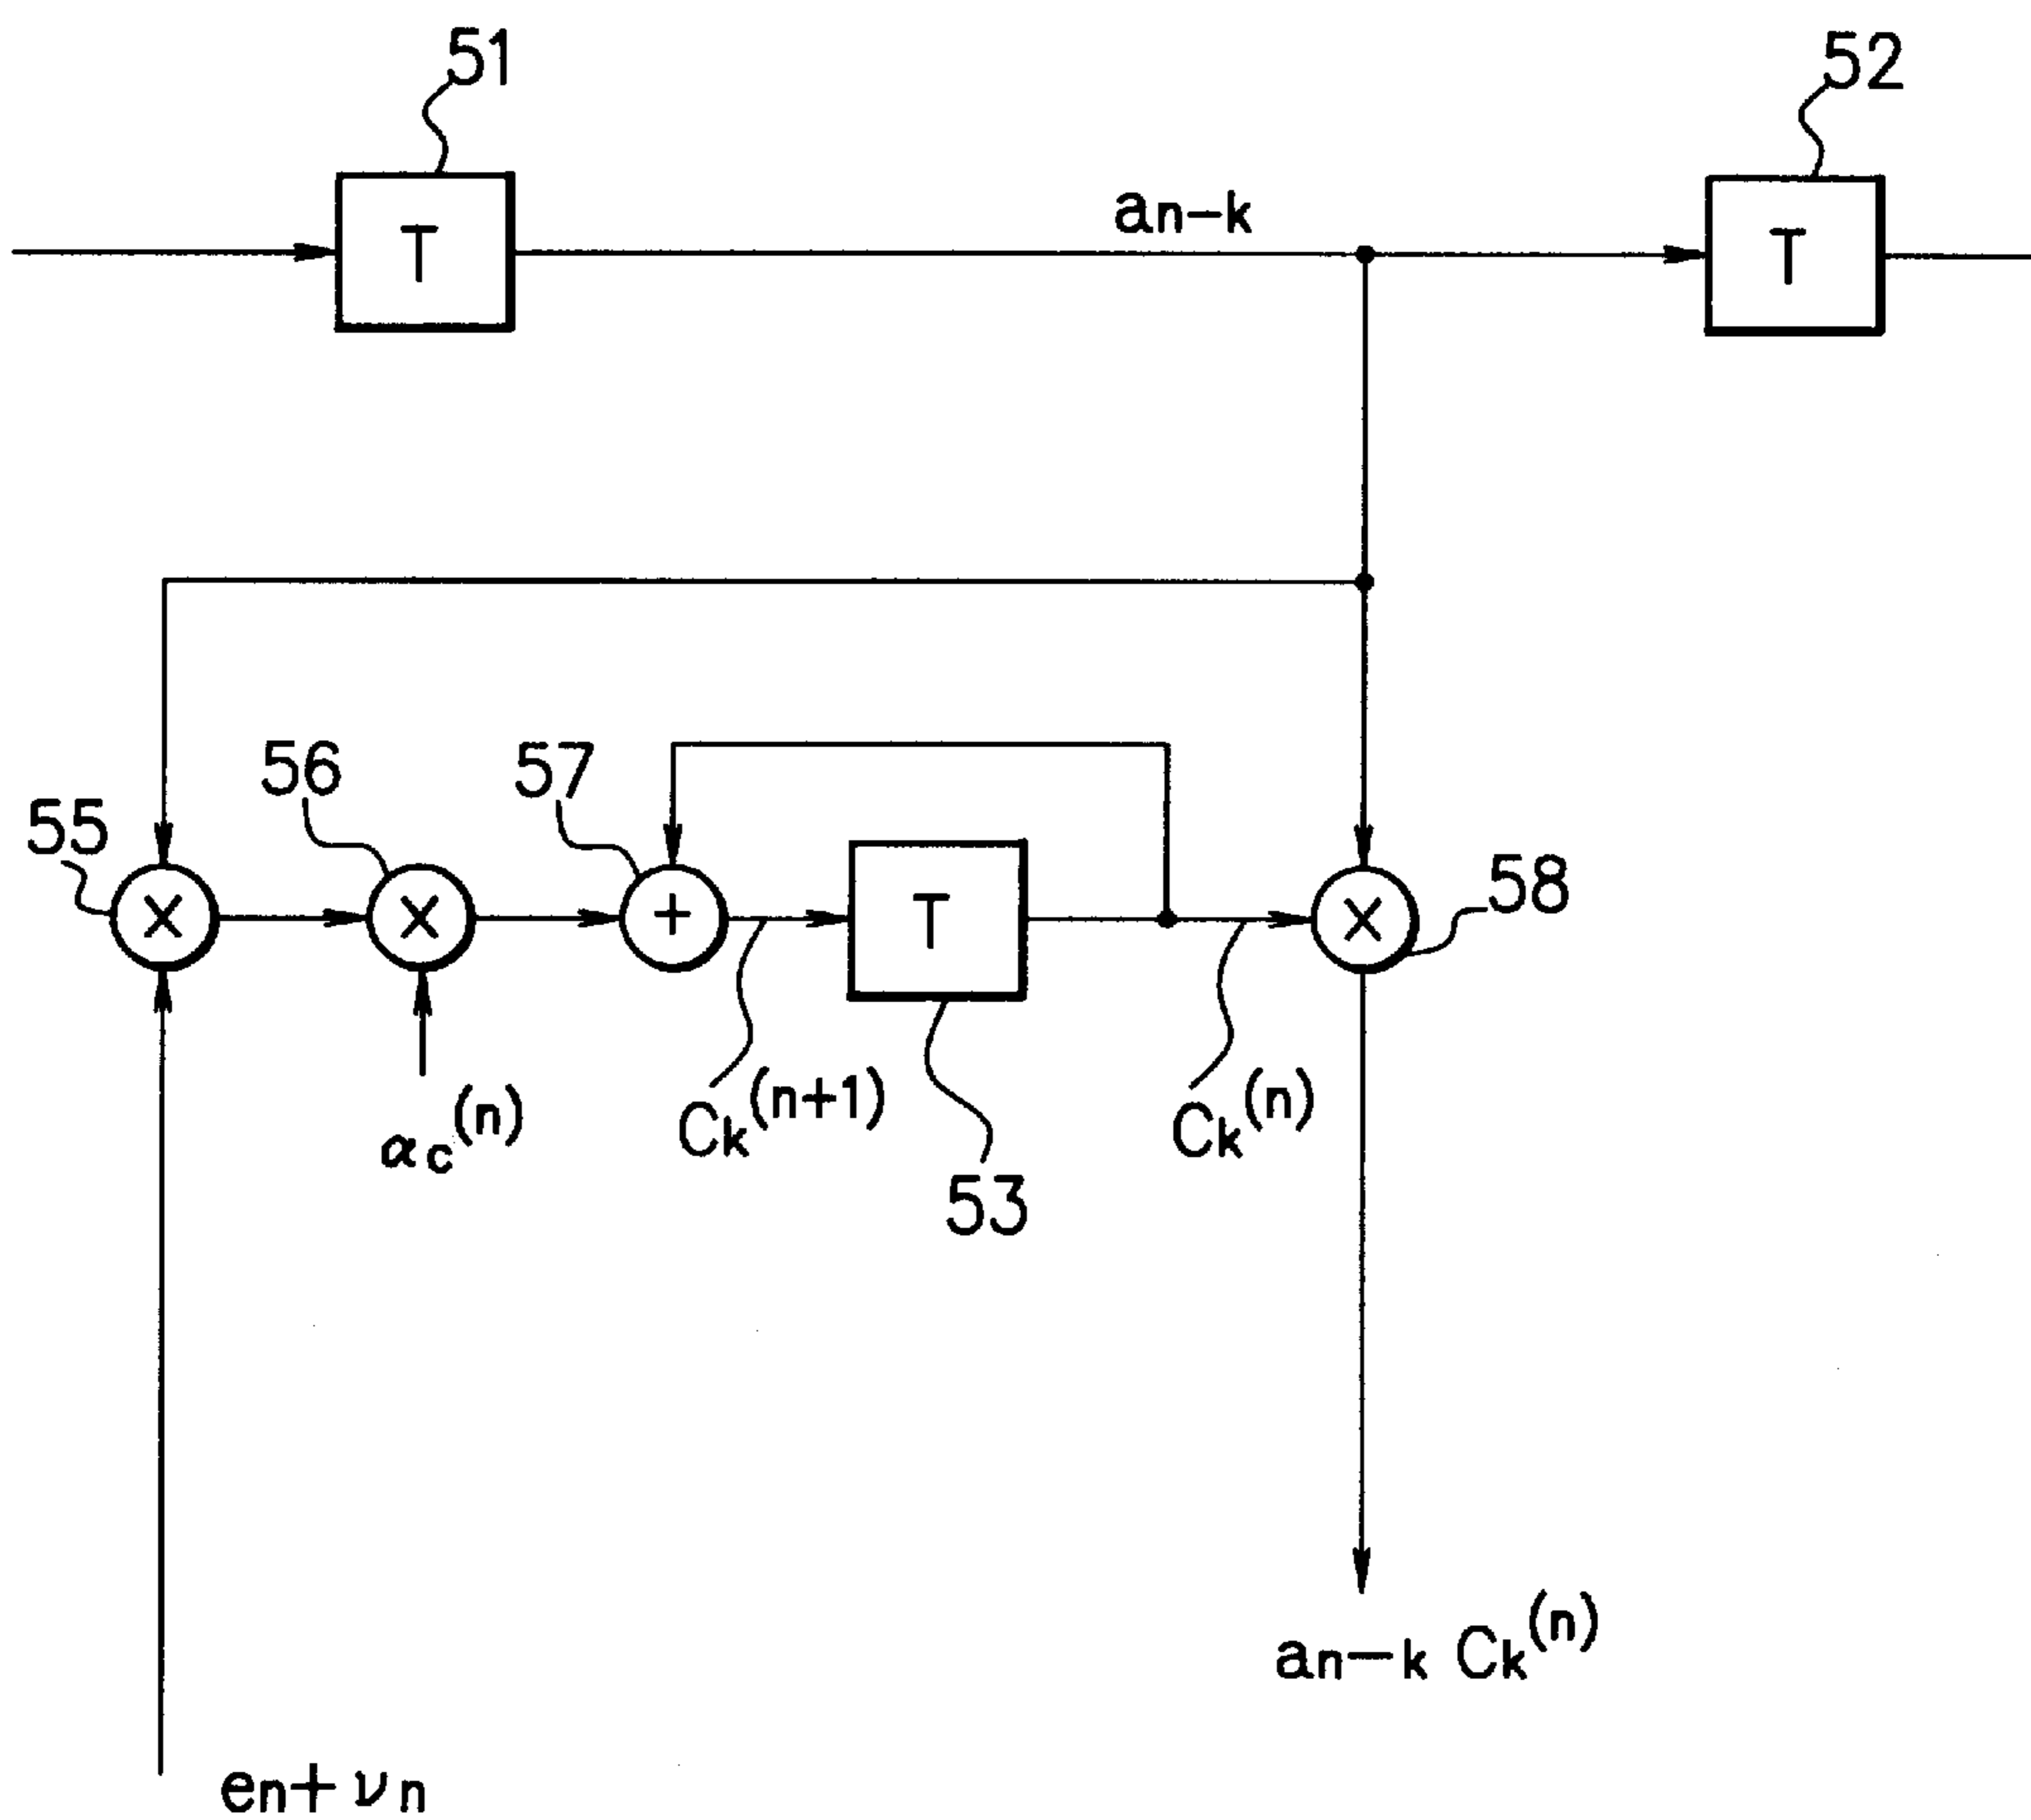 51
52
T
an-k
T
56
57
55
58
×
×
+
T
×
αc(n)
Ck(n+1)
Ck(n)
53
an-k Ck(n)
en+νn